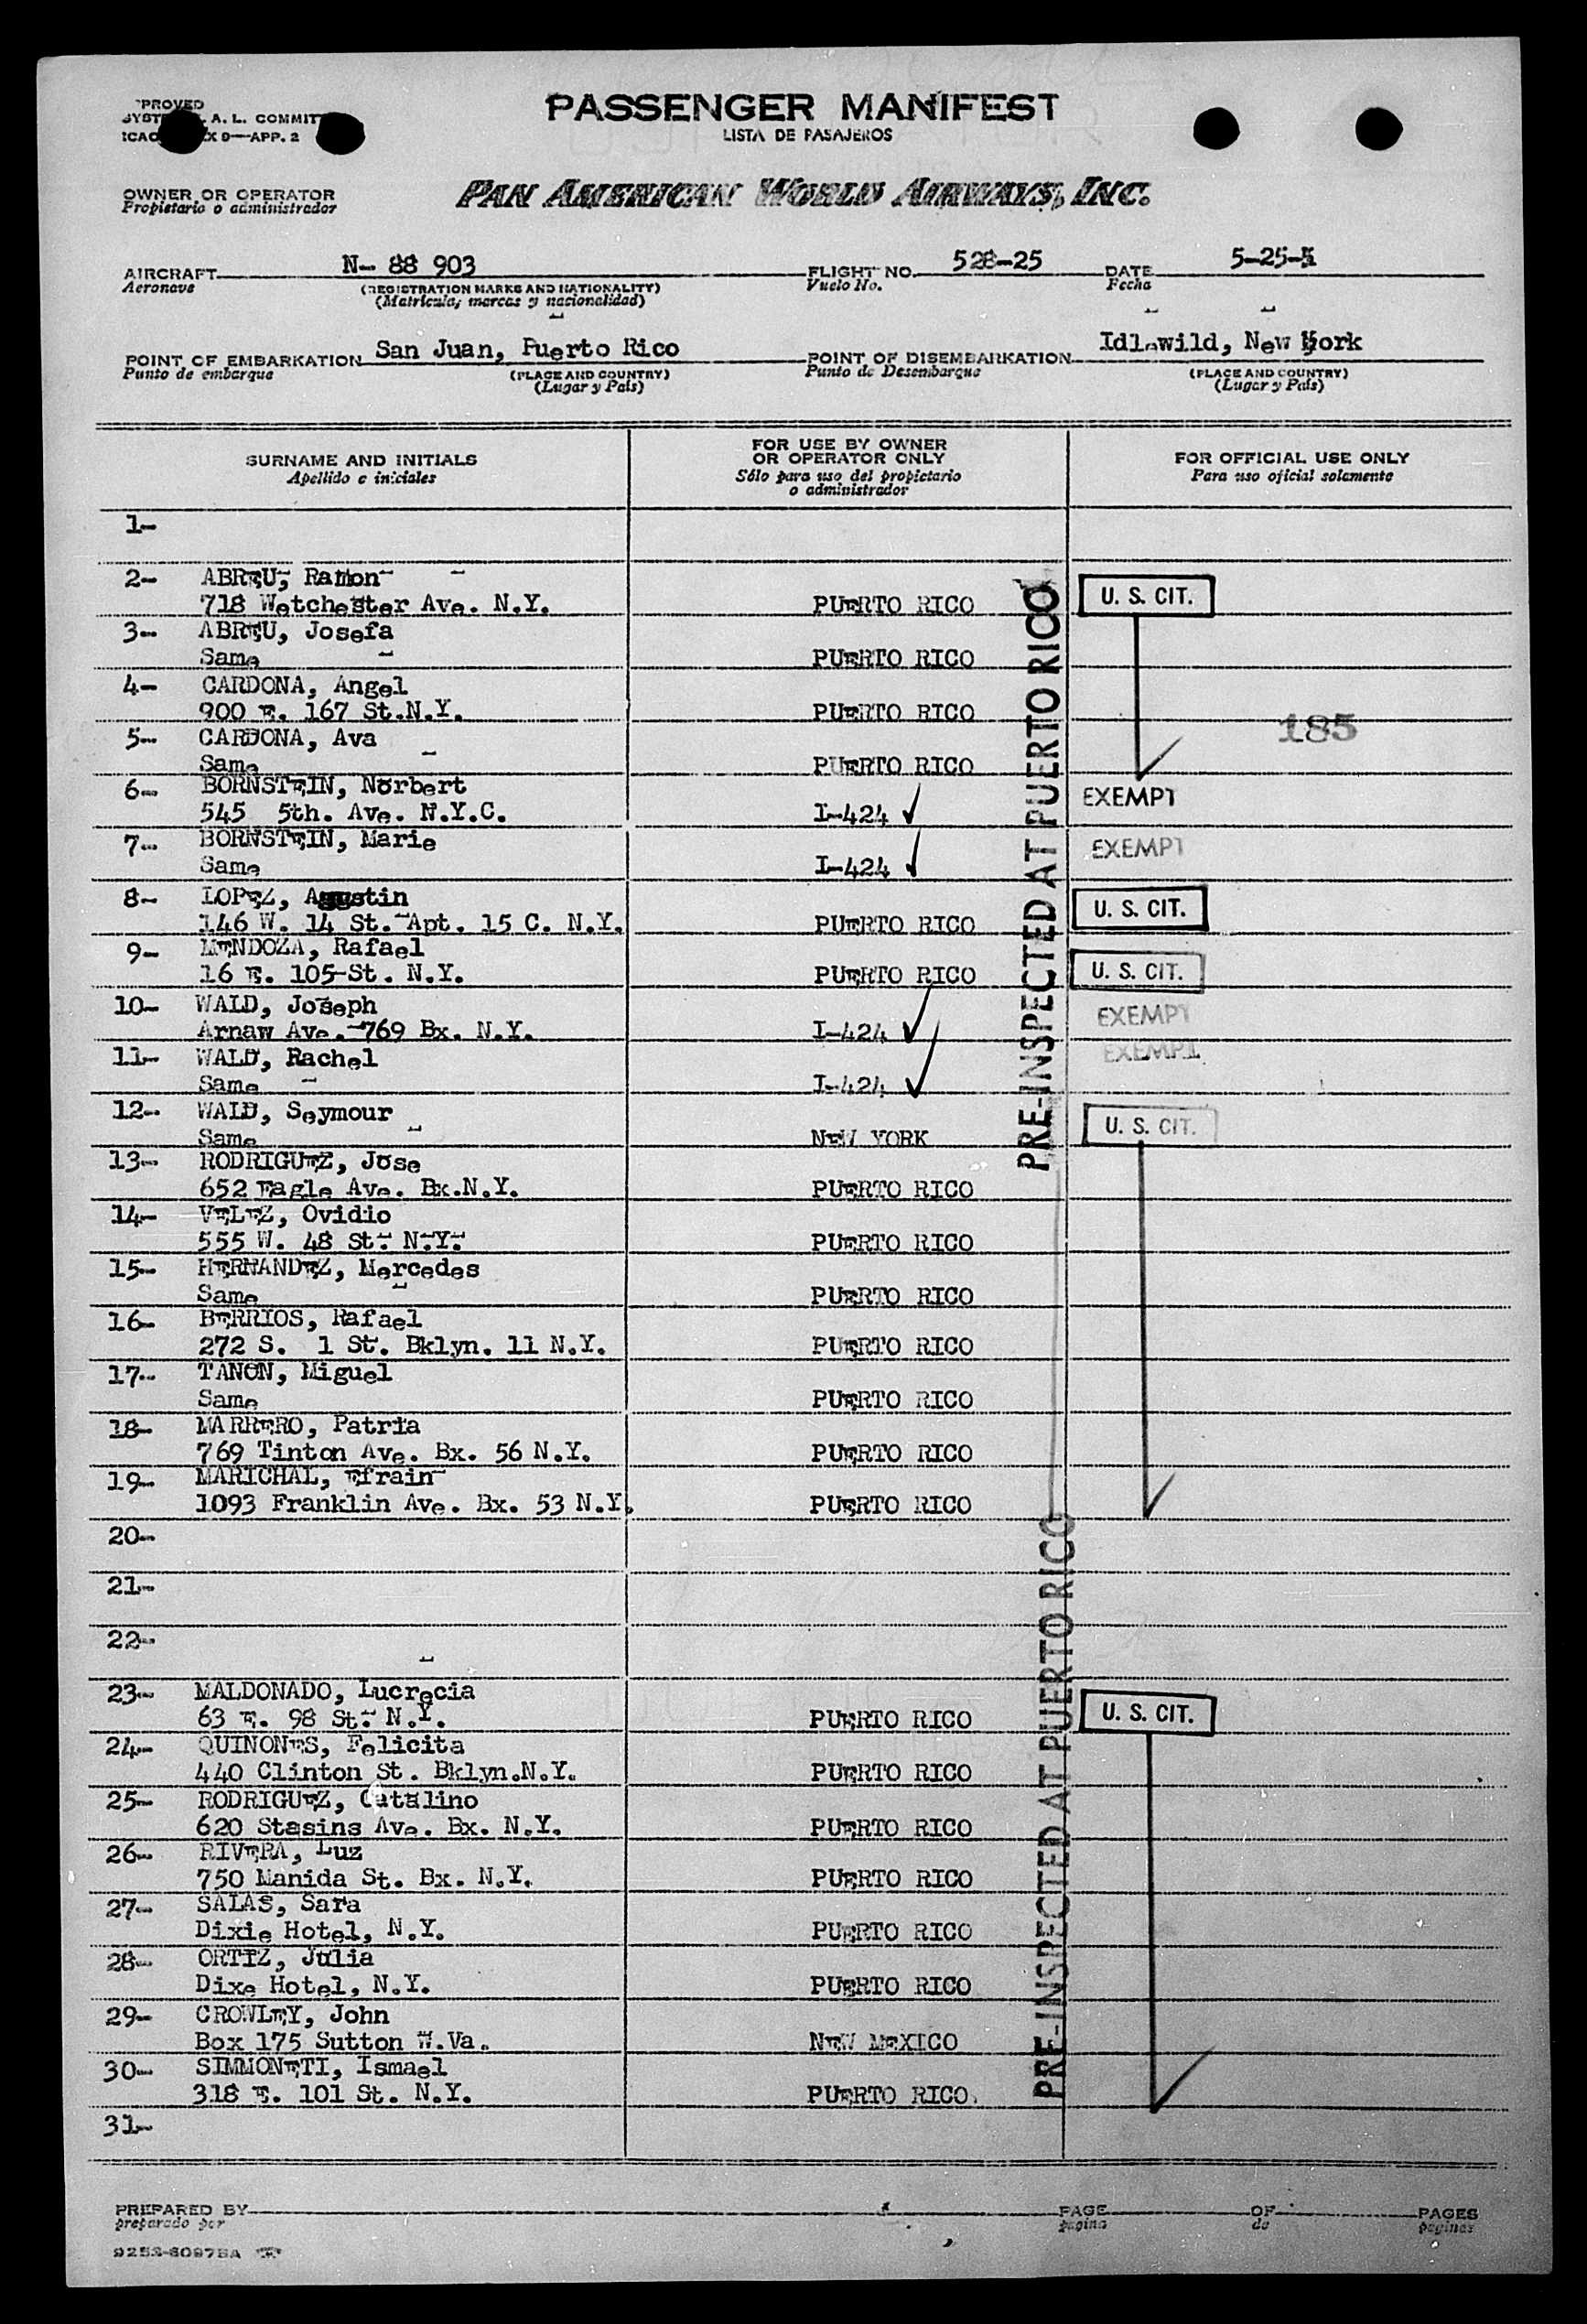 PROVED
SYST A. L. COMMIT
ICAO X 9—APP. 2
PASSENGER MANIFEST
LISTA DE PASAJEROS
OWNER OR OPERATOR
Propietario o administrador
PAN AMERICAN WORLD AIRWAYS, INC.
AIRCRAFT N- 88 903 FLIGHT NO. 528-25 DATE 5-25-
Aeronave (REGISTRATION MARKS AND NATIONALITY) Vuelo No. Fecha
(Matricula, marcas y nacionalidad)
POINT OF EMBARKATION San Juan, Puerto Rico POINT OF DISEMBARKATION Idlewild, New York
Punto de embarque (PLACE AND COUNTRY) Punto de Desembarque (PLACE AND COUNTRY)
(Lugar y País) (Lugar y País)
SURNAME AND INITIALS
Apellido e iniciales
FOR USE BY OWNER
OR OPERATOR ONLY
Sólo para uso del propietario
o administrador
FOR OFFICIAL USE ONLY
Para uso oficial solamente
1-
2- ABREU, Ramon
718 Wetchester Ave. N.Y. PUERTO RICO U. S. CIT.
3- ABREU, Josefa
Same PUERTO RICO
4- CARDONA, Angel
900 E. 167 St.N.Y. PUERTO RICO
185
5- CARDONA, Ava
Same PUERTO RICO
6- BORNSTEIN, Norbert
545 5th. Ave. N.Y.C. I-424 EXEMPT
7- BORNSTEIN, Marie
Same I-424 EXEMPT
8- LOPEZ, Agustin
146 W. 14 St. Apt. 15 C. N.Y. PUERTO RICO U. S. CIT.
9- MENDOZA, Rafael
16 E. 105 St. N.Y. PUERTO RICO U. S. CIT.
10- WALD, Joseph
Arnaw Ave. 769 Bx. N.Y. I-424 EXEMPT
11- WALD, Rachel
Same I-424 EXEMPT
12- WALD, Seymour
Same NEW YORK U. S. CIT.
13- RODRIGUEZ, Jose
652 Eagle Ave. Bx.N.Y. PUERTO RICO
14- VELEZ, Ovidio
555 W. 48 St. N.Y. PUERTO RICO
15- HERNANDEZ, Mercedes
Same PUERTO RICO
16- BERRIOS, Rafael
272 S. 1 St. Bklyn. 11 N.Y. PUERTO RICO
17- TANON, Miguel
Same PUERTO RICO
18- MARRERO, Patria
769 Tinton Ave. Bx. 56 N.Y. PUERTO RICO
19- MARICHAL, Efrain
1093 Franklin Ave. Bx. 53 N.Y. PUERTO RICO
PRE-INSPECTED AT PUERTO RICO
20-
21-
22-
23- MALDONADO, Lucrecia
63 E. 98 St. N.Y. PUERTO RICO U. S. CIT.
24- QUINONES, Felicita
440 Clinton St. Bklyn.N.Y. PUERTO RICO
25- RODRIGUEZ, Catalino
620 Stasins Ave. Bx. N.Y. PUERTO RICO
26- RIVERA, Luz
750 Manida St. Bx. N.Y. PUERTO RICO
27- SALAS, Sara
Dixie Hotel, N.Y. PUERTO RICO
28- ORTIZ, Julia
Dixe Hotel, N.Y. PUERTO RICO
29- CROWLEY, John
Box 175 Sutton W.Va. NEW MEXICO
30- SIMMONETI, Ismael
318 E. 101 St. N.Y. PUERTO RICO.
31-
PRE-INSPECTED AT PUERTO RICO
PREPARED BY PAGE OF PAGES
preparado por pagina de paginas